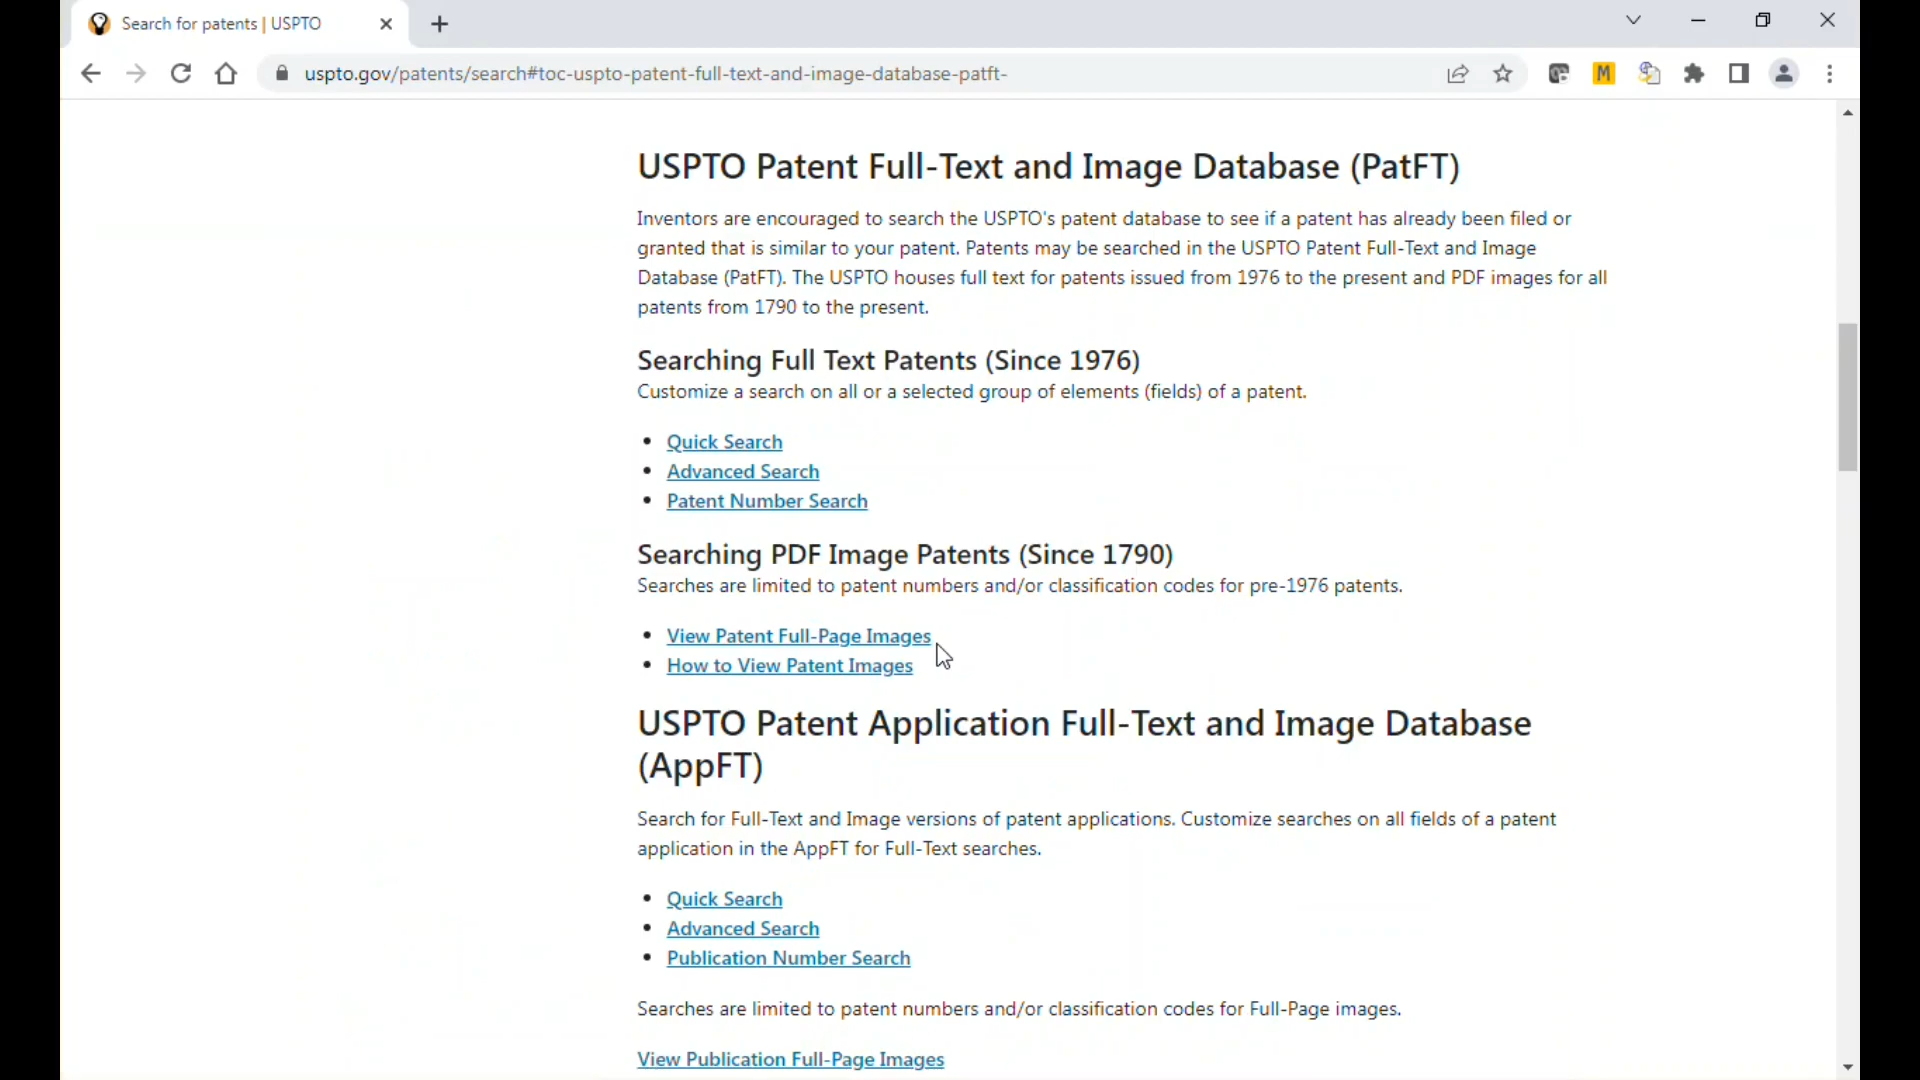 Search for patents | USPTO
uspto.gov/patents/search#toc-uspto-patent-full-text-and-image-database-patft-
M
USPTO Patent Full-Text and Image Database (PatFT)
Inventors are encouraged to search the USPTO's patent database to see if a patent has already been filed or
granted that is similar to your patent. Patents may be searched in the USPTO Patent Full-Text and Image
Database (PatFT). The USPTO houses full text for patents issued from 1976 to the present and PDF images for all
patents from 1790 to the present.
Searching Full Text Patents (Since 1976)
Customize a search on all or a selected group of elements (fields) of a patent.
Quick Search
Advanced Search
Patent Number Search
Searching PDF Image Patents (Since 1790)
Searches are limited to patent numbers and/or classification codes for pre-1976 patents.
View Patent Full-Page Images
How to View Patent Images
USPTO Patent Application Full-Text and Image Database
(AppFT)
Search for Full-Text and Image versions of patent applications. Customize searches on all fields of a patent
application in the AppFT for Full-Text searches.
Quick Search
Advanced Search
Publication Number Search
Searches are limited to patent numbers and/or classification codes for Full-Page images.
View Publication Full-Page Images